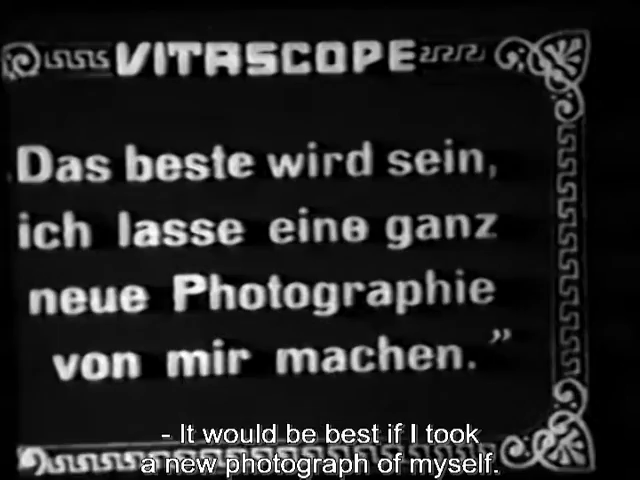 VITASCOPE
Das beste wird sein,
ich lasse eine ganz
neue Photographie
von mir machen.”
- It would be best if I took
a new photograph of myself.